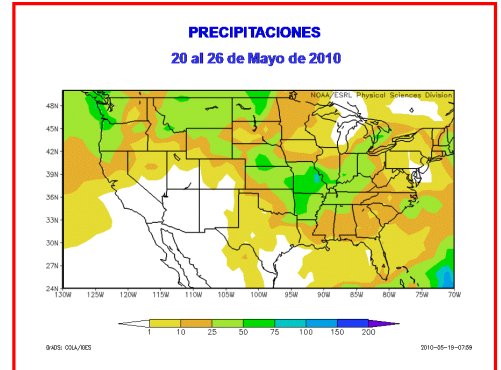 PRECIPITACIONES
20 al 26 de Mayo de 2010
NOAA/ESRL Physical Sciences Division
48N
45N
42N
39N
36N
33N
30N
27N
24N
130W 125W 120W 115W 110W 105W 100W 95W 90W 85W 80W 75W 70W
1 10 25 50 75 100 150 200
GrADS: COLA/IGES 2010-05-19-07:59